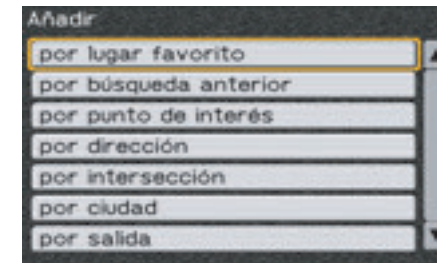 Añadir
por lugar favorito
por búsqueda anterior
por punto de interés
por dirección
por intersección
por ciudad
por salida